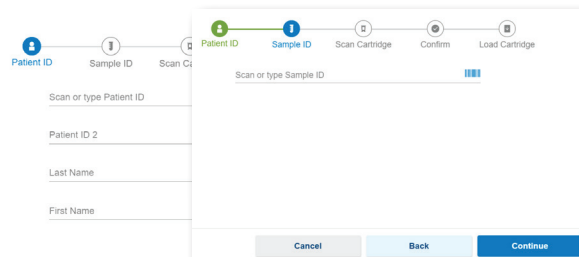 Patient ID
Sample ID
Scan Ca
Scan or type Patient ID
Patient ID 2
Last Name
First Name
Patient ID
Sample ID
Scan Cartridge
Confirm
Load Cartridge
Scan or type Sample ID
Cancel
Back
Continue